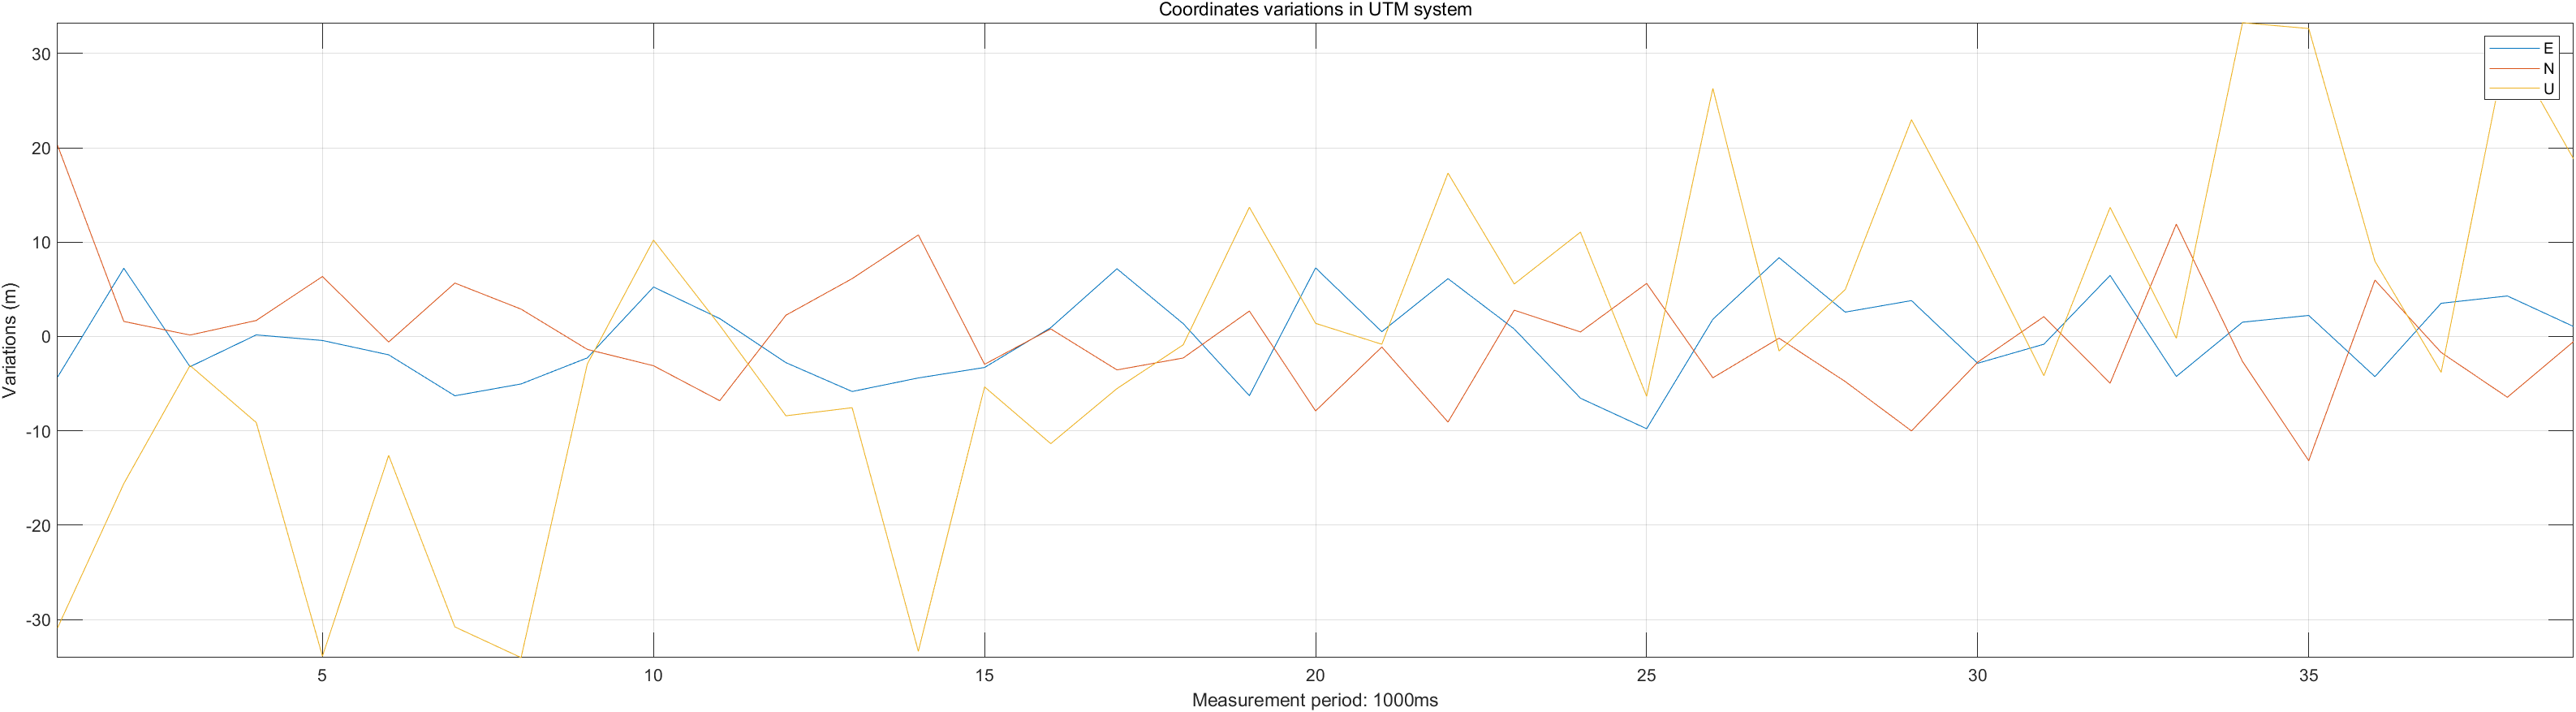 Coordinates variations in UTM system
E
N
U
30
20
10
0
-10
-20
-30
Variations (m)
5 10 15 20 25 30 35
Measurement period: 1000ms